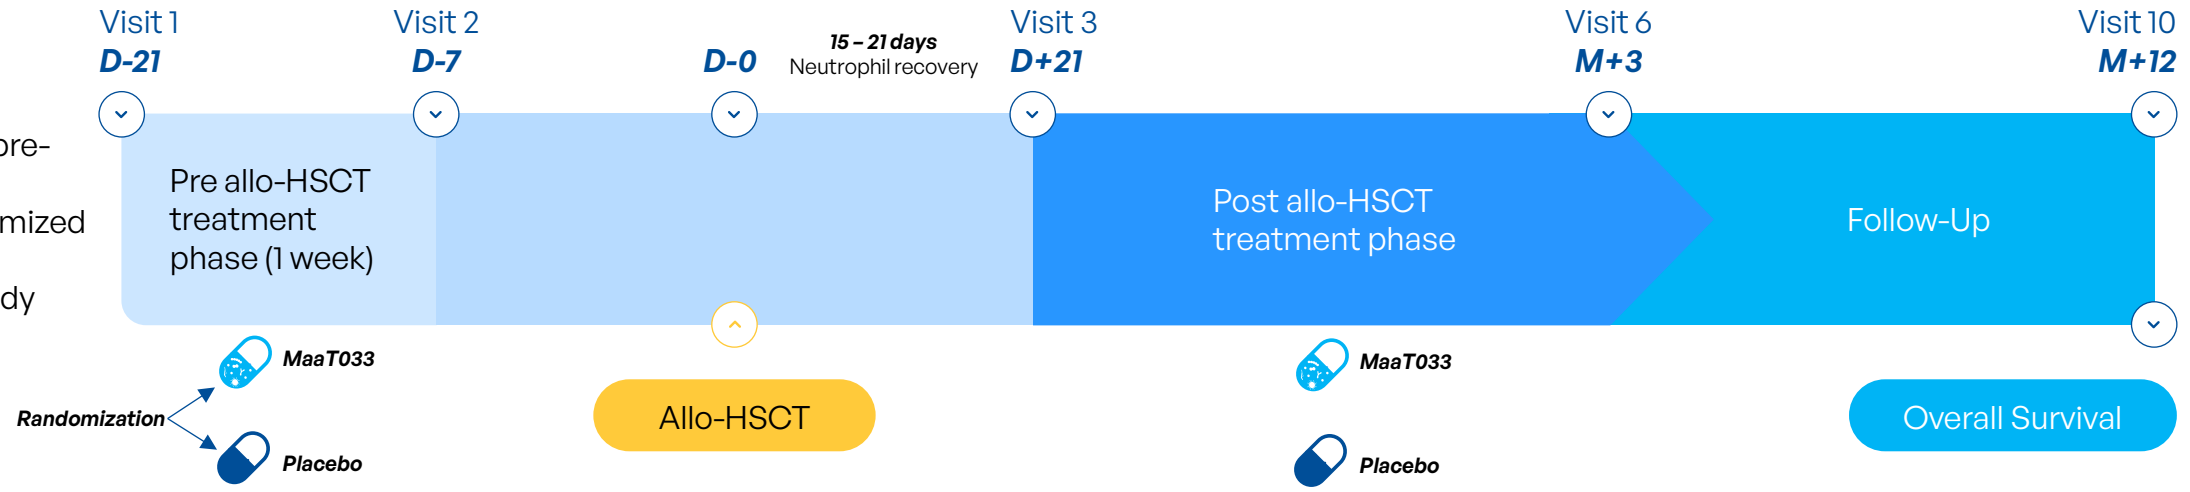 Visit 1
D-21
Visit 2
D-7
D-0
15 – 21 days
Neutrophil recovery
Visit 3
D+21
Visit 6
M+3
Visit 10
M+12
pre-
mized
dy
Pre allo-HSCT
treatment
phase (1 week)
Post allo-HSCT
treatment phase
Follow-Up
Randomization
MaaT033
Placebo
Allo-HSCT
MaaT033
Placebo
Overall Survival